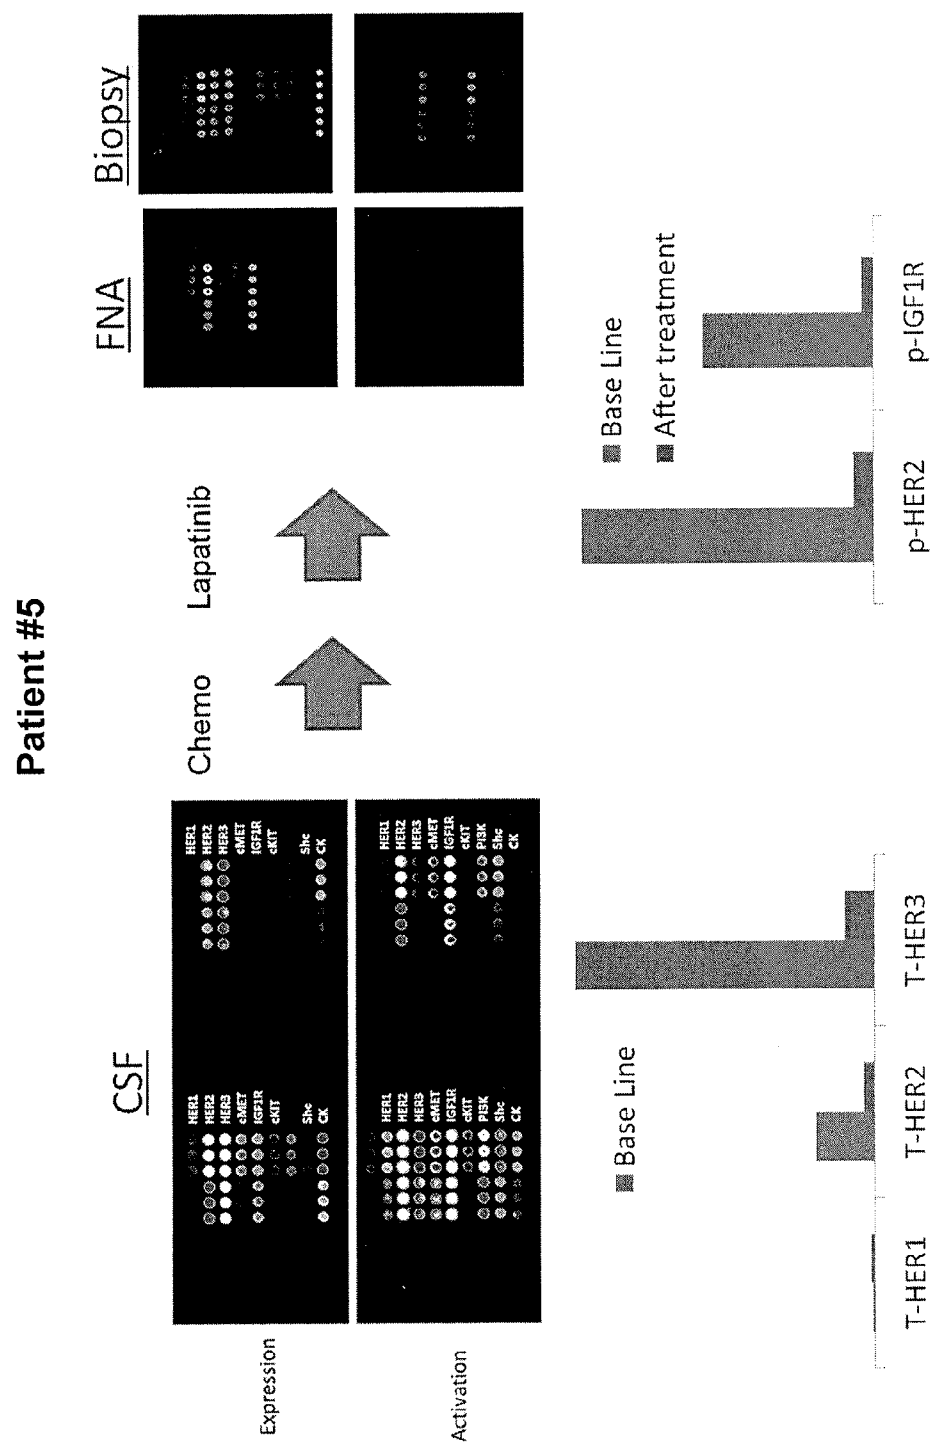 Patient #5
CSF
Chemo
Lapatinib
FNA
Biopsy
Expression
HER1
HER2
HER3
cMET
IGF1R
cKIT
Shc
CK
HER1
HER2
HER3
cMET
IGF1R
cKIT
Shc
CK
Activation
HER1
HER2
HER3
cMET
IGF1R
cKIT
PI3K
Shc
CK
HER1
HER2
HER3
cMET
IGF1R
cKIT
PI3K
Shc
CK
Base Line
T-HER1
T-HER2
T-HER3
Base Line
After treatment
p-HER2
p-IGF1R